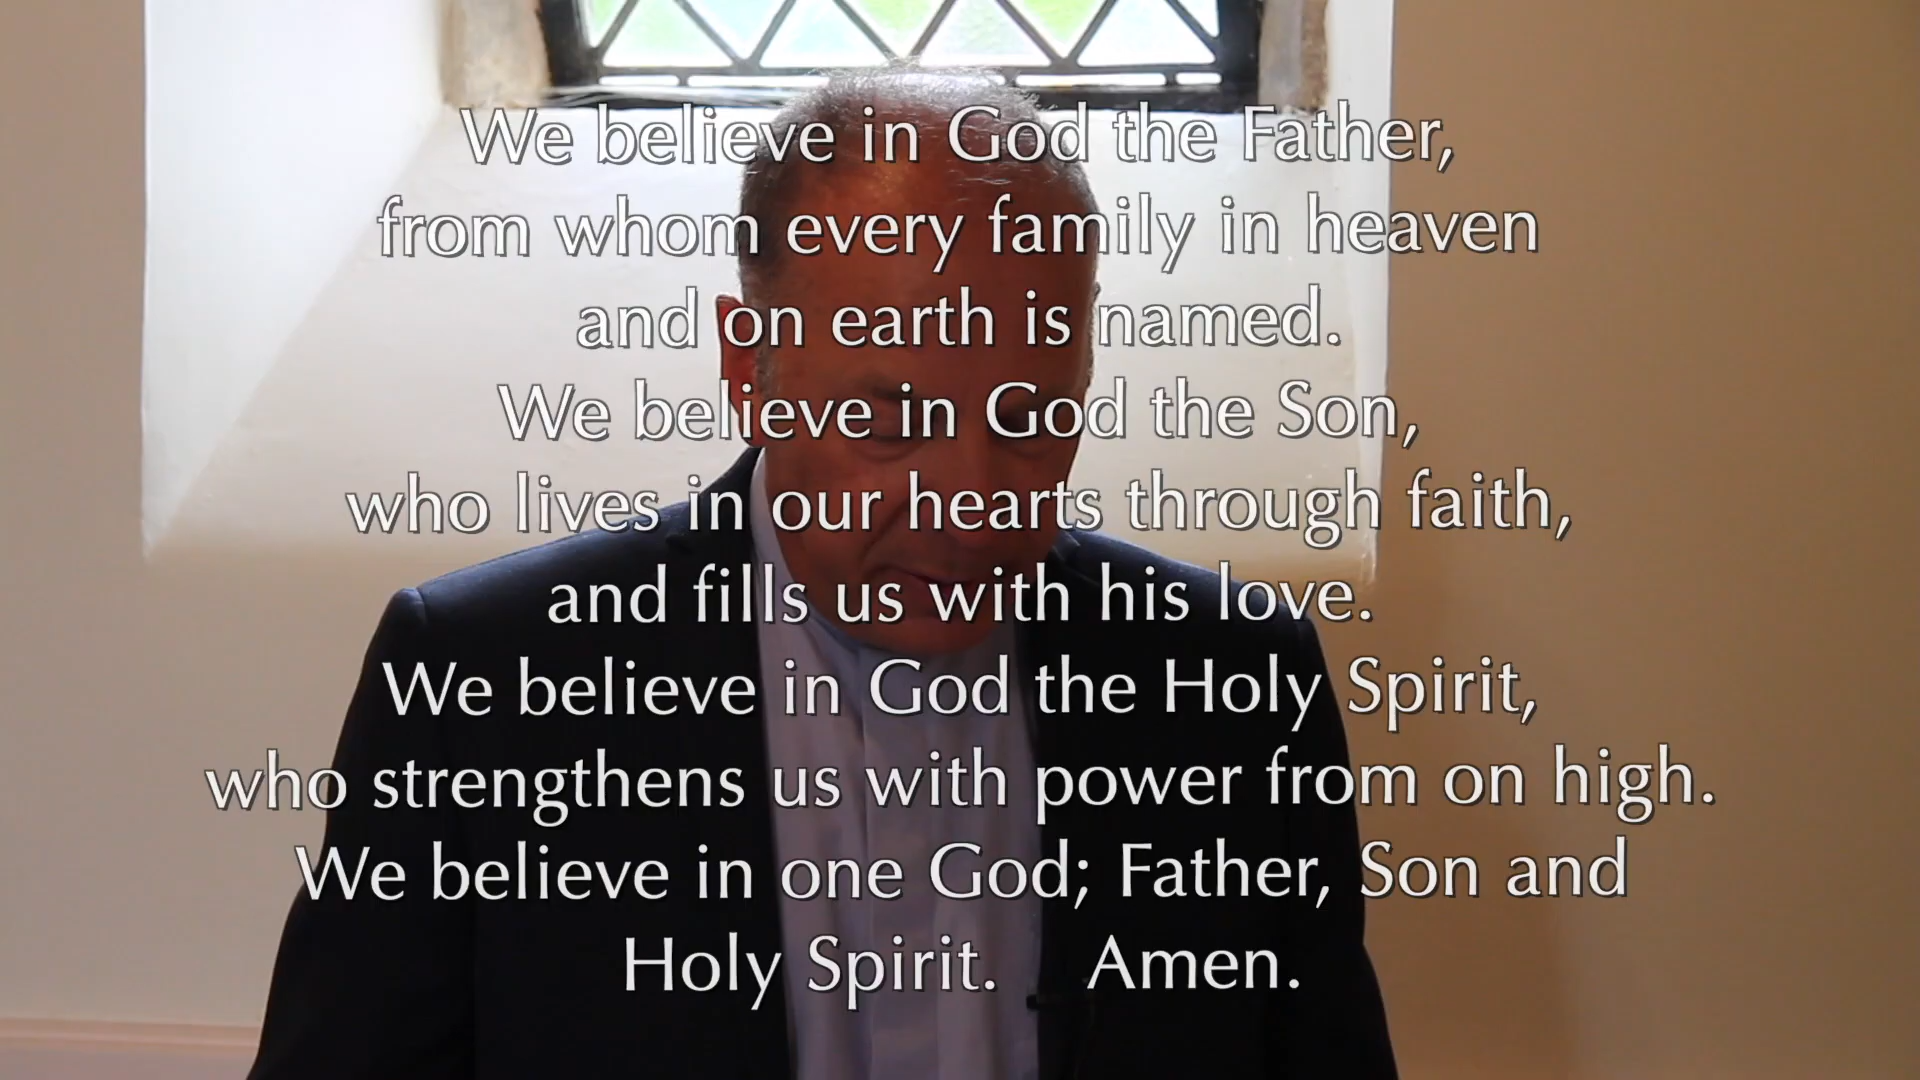 We believe in God the Father,
from whom every family in heaven
and on earth is named.
We believe in God the Son,
who lives in our hearts through faith,
and fills us with his love.
We believe in God the Holy Spirit,
who strengthens us with power from on high.
We believe in one God; Father, Son and
Holy Spirit. Amen.